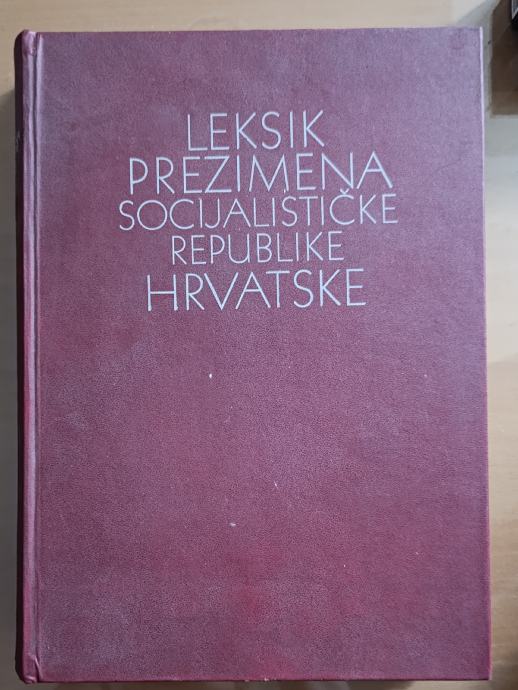 LEKSIK
PREZIMENA
SOCIJALISTIČKE
REPUBLIKE
HRVATSKE